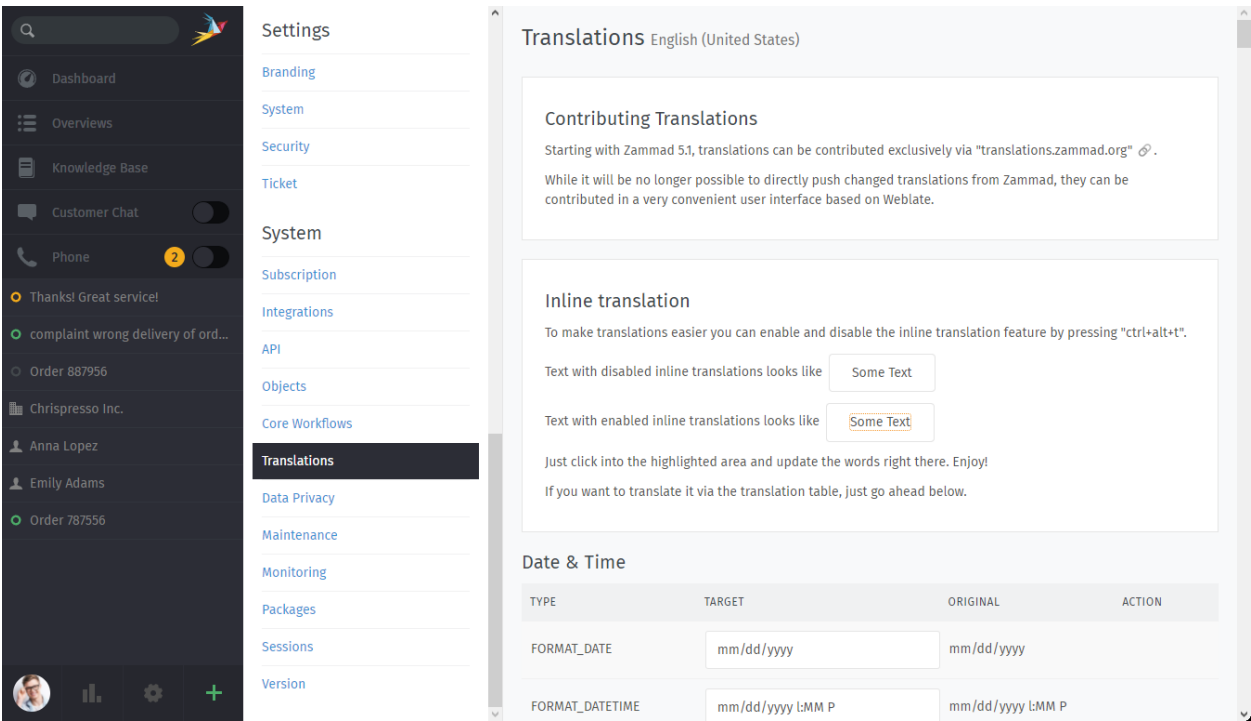 Dashboard
Overviews
Knowledge Base
Customer Chat
Phone 2
Thanks! Great service!
complaint wrong delivery of ord...
Order 887956
Chrispresso Inc.
Anna Lopez
Emily Adams
Order 787556
Settings
Branding
System
Security
Ticket
System
Subscription
Integrations
API
Objects
Core Workflows
Translations
Data Privacy
Maintenance
Monitoring
Packages
Sessions
Version
Translations English (United States)
Contributing Translations
Starting with Zammad 5.1, translations can be contributed exclusively via "translations.zammad.org" .
While it will be no longer possible to directly push changed translations from Zammad, they can be
contributed in a very convenient user interface based on Weblate.
Inline translation
To make translations easier you can enable and disable the inline translation feature by pressing "ctrl+alt+t".
Text with disabled inline translations looks like Some Text
Text with enabled inline translations looks like Some Text
Just click into the highlighted area and update the words right there. Enjoy!
If you want to translate it via the translation table, just go ahead below.
Date & Time
TYPE TARGET ORIGINAL ACTION
FORMAT_DATE mm/dd/yyyy mm/dd/yyyy
FORMAT_DATETIME mm/dd/yyyy l:MM P mm/dd/yyyy l:MM P